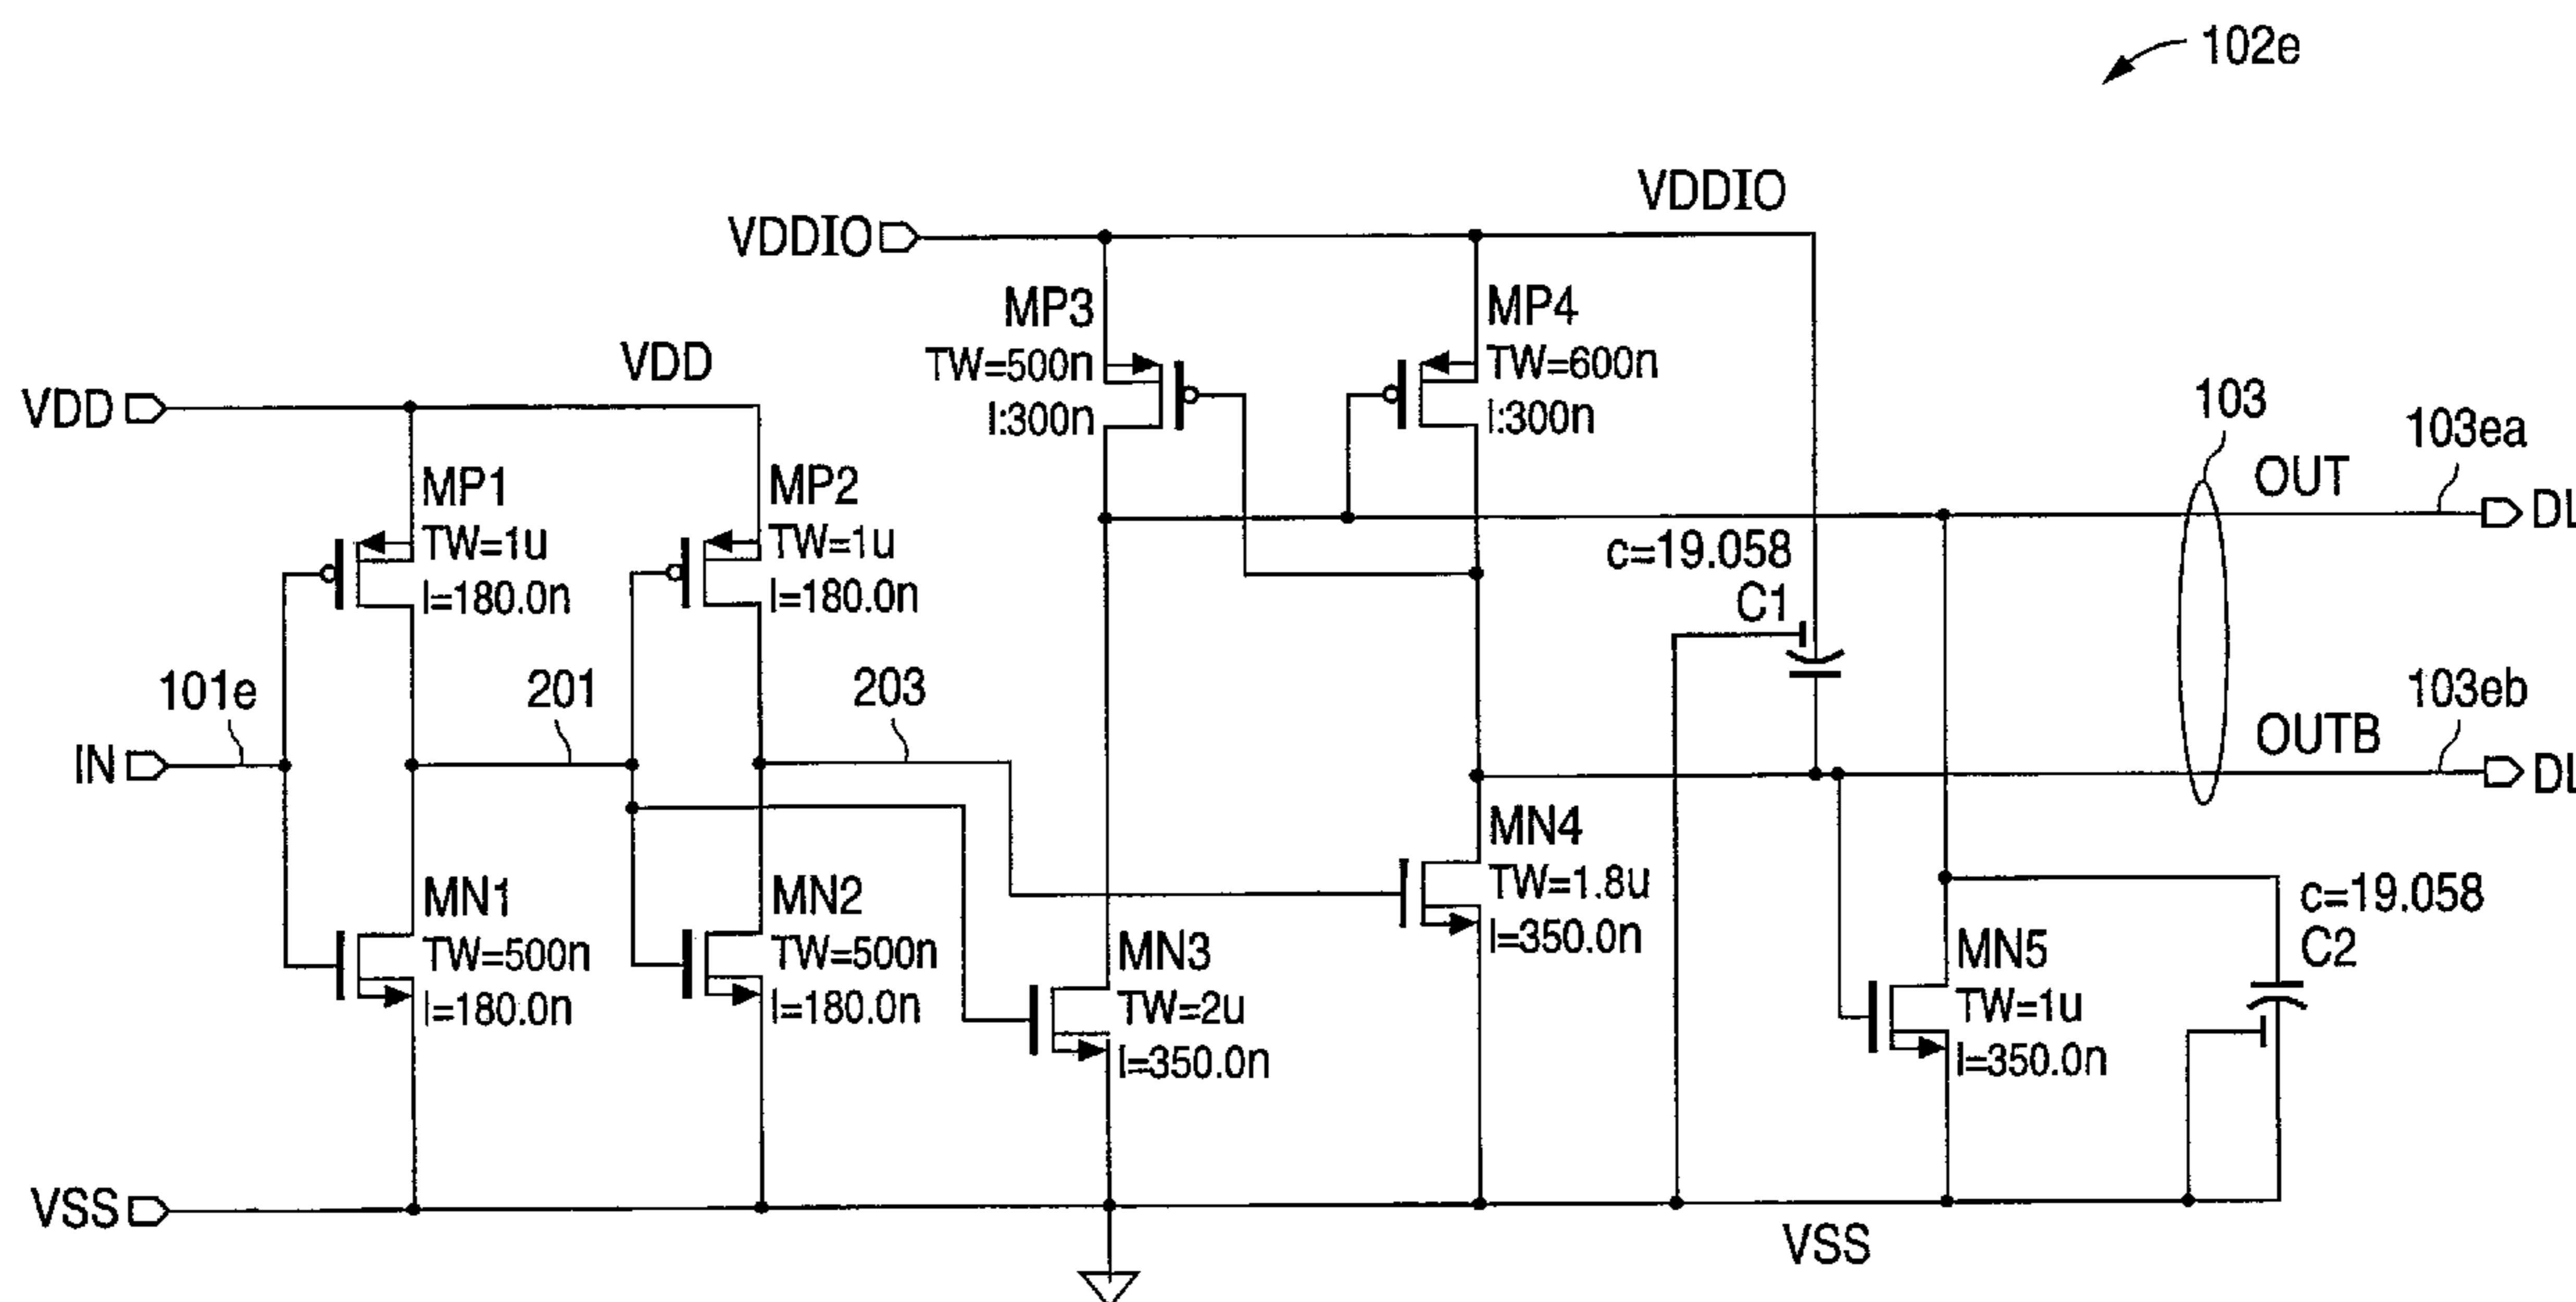 102e
VDDIO
VDDIO
MP3
TW=500n
l:300n
MP4
TW=600n
l:300n
VDD
VDD
MP1
TW=1u
l=180.0n
MP2
TW=1u
l=180.0n
103
OUT
103ea
DL
c=19.058
C1
IN
101e
201
203
OUTB
103eb
DL
MN1
TW=500n
l=180.0n
MN2
TW=500n
l=180.0n
MN3
TW=2u
l=350.0n
MN4
TW=1.8u
l=350.0n
MN5
TW=1u
l=350.0n
c=19.058
C2
VSS
VSS